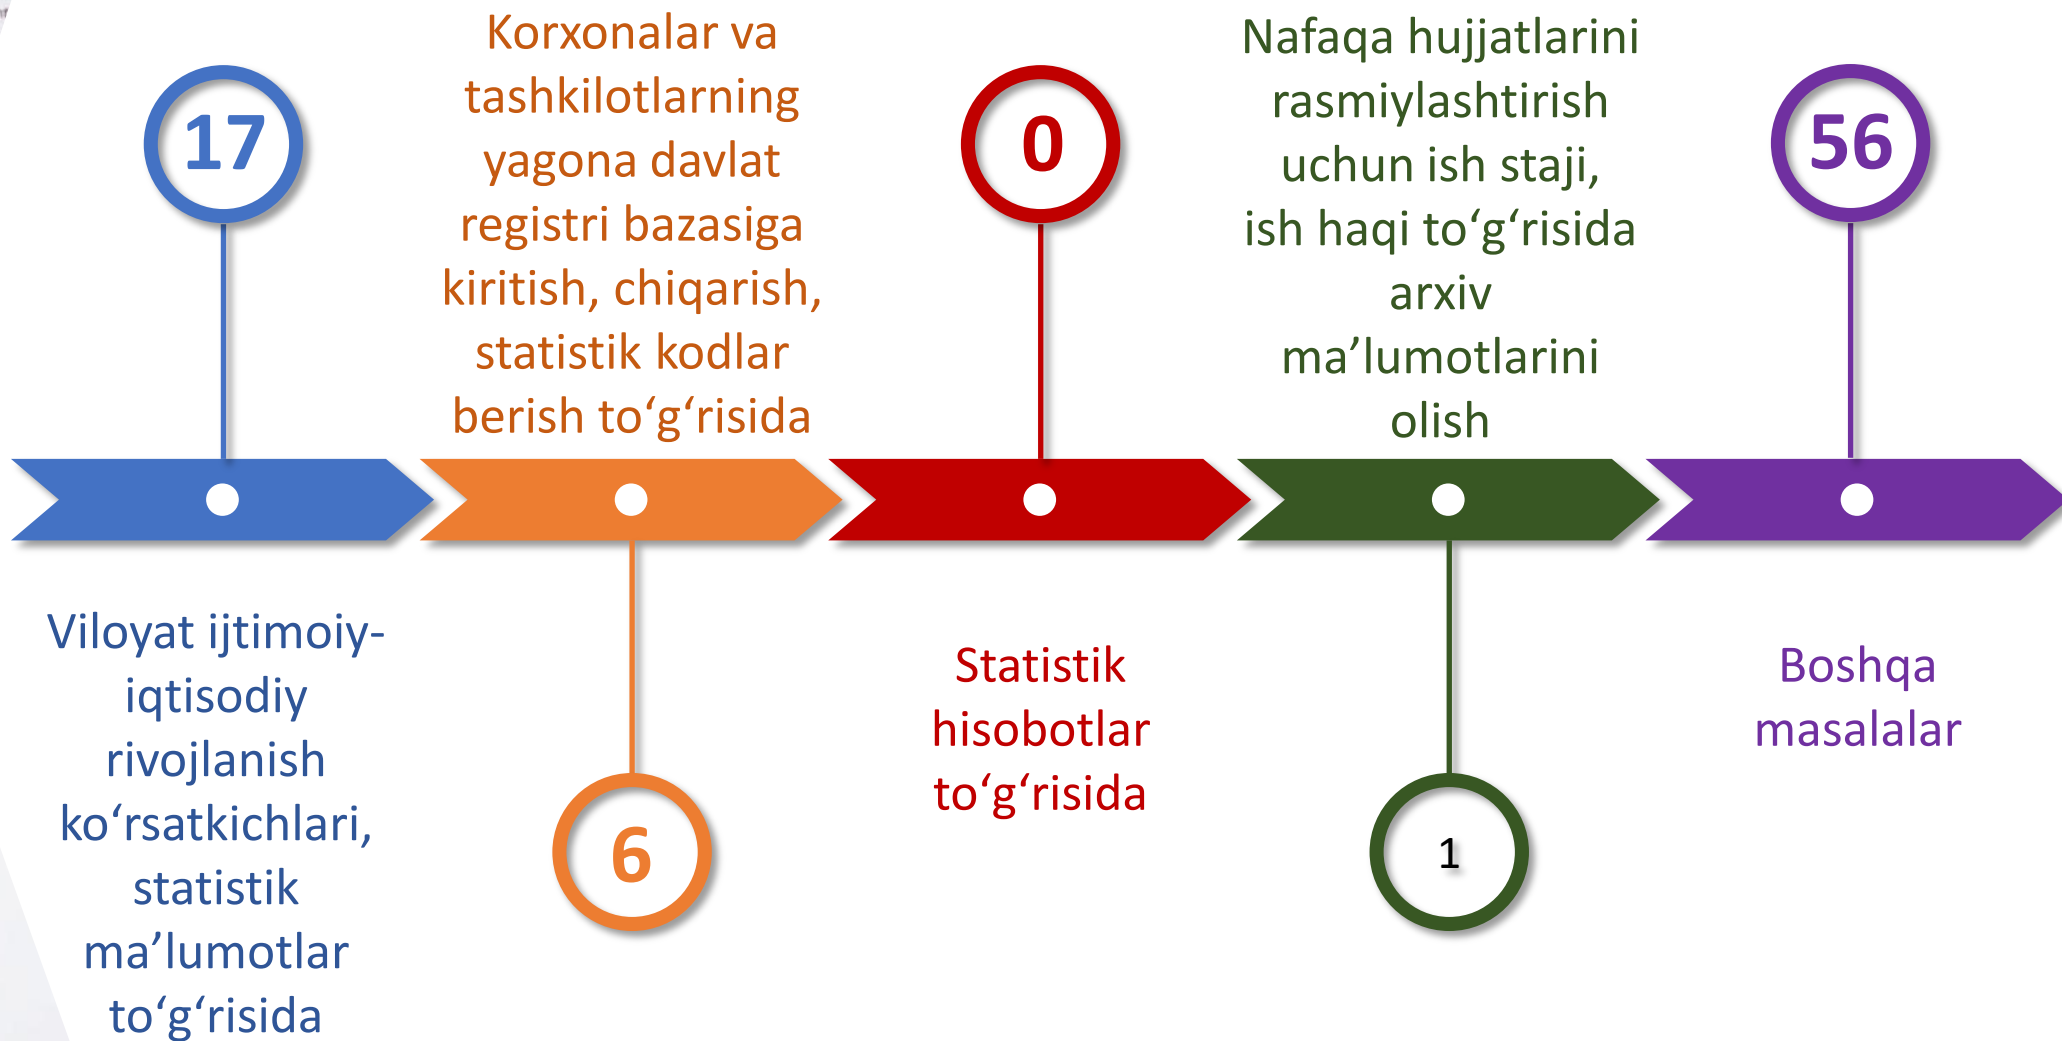 17
Viloyat ijtimoiy-
iqtisodiy
rivojlanish
ko‘rsatkichlari,
statistik
ma’lumotlar
to‘g‘risida
Korxonalar va
tashkilotlarning
yagona davlat
registri bazasiga
kiritish, chiqarish,
statistik kodlar
berish to‘g‘risida
6
0
Statistik
hisobotlar
to‘g‘risida
Nafaqa hujjatlarini
rasmiylashtirish
uchun ish staji,
ish haqi to‘g‘risida
arxiv
ma’lumotlarini
olish
1
56
Boshqa
masalalar